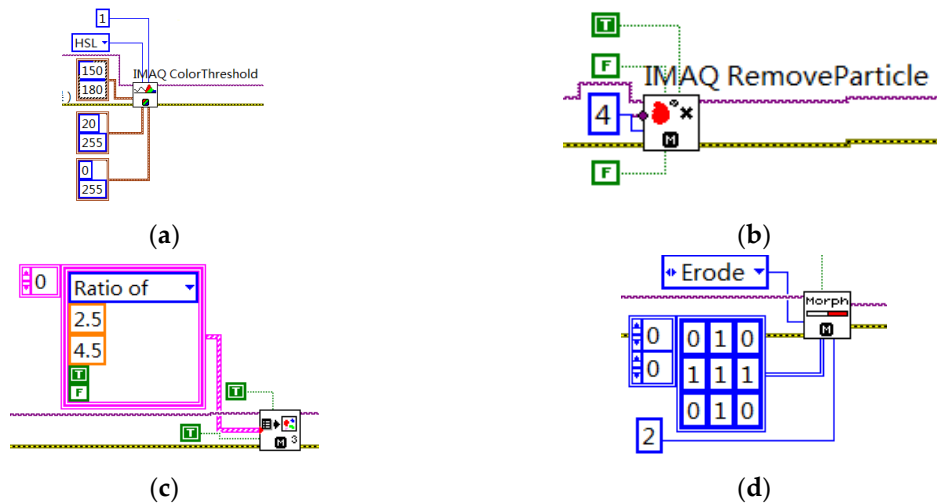 1
HSL
IMAQ ColorThreshold
150
180
20
255
0
255
(a)
T
F
IMAQ RemoveParticle
4
M
F
(b)
0
Ratio of
2.5
4.5
T
F
T
T
M 3
(c)
Erode
Morph
M
0
0
0 1 0
1 1 1
0 1 0
2
(d)